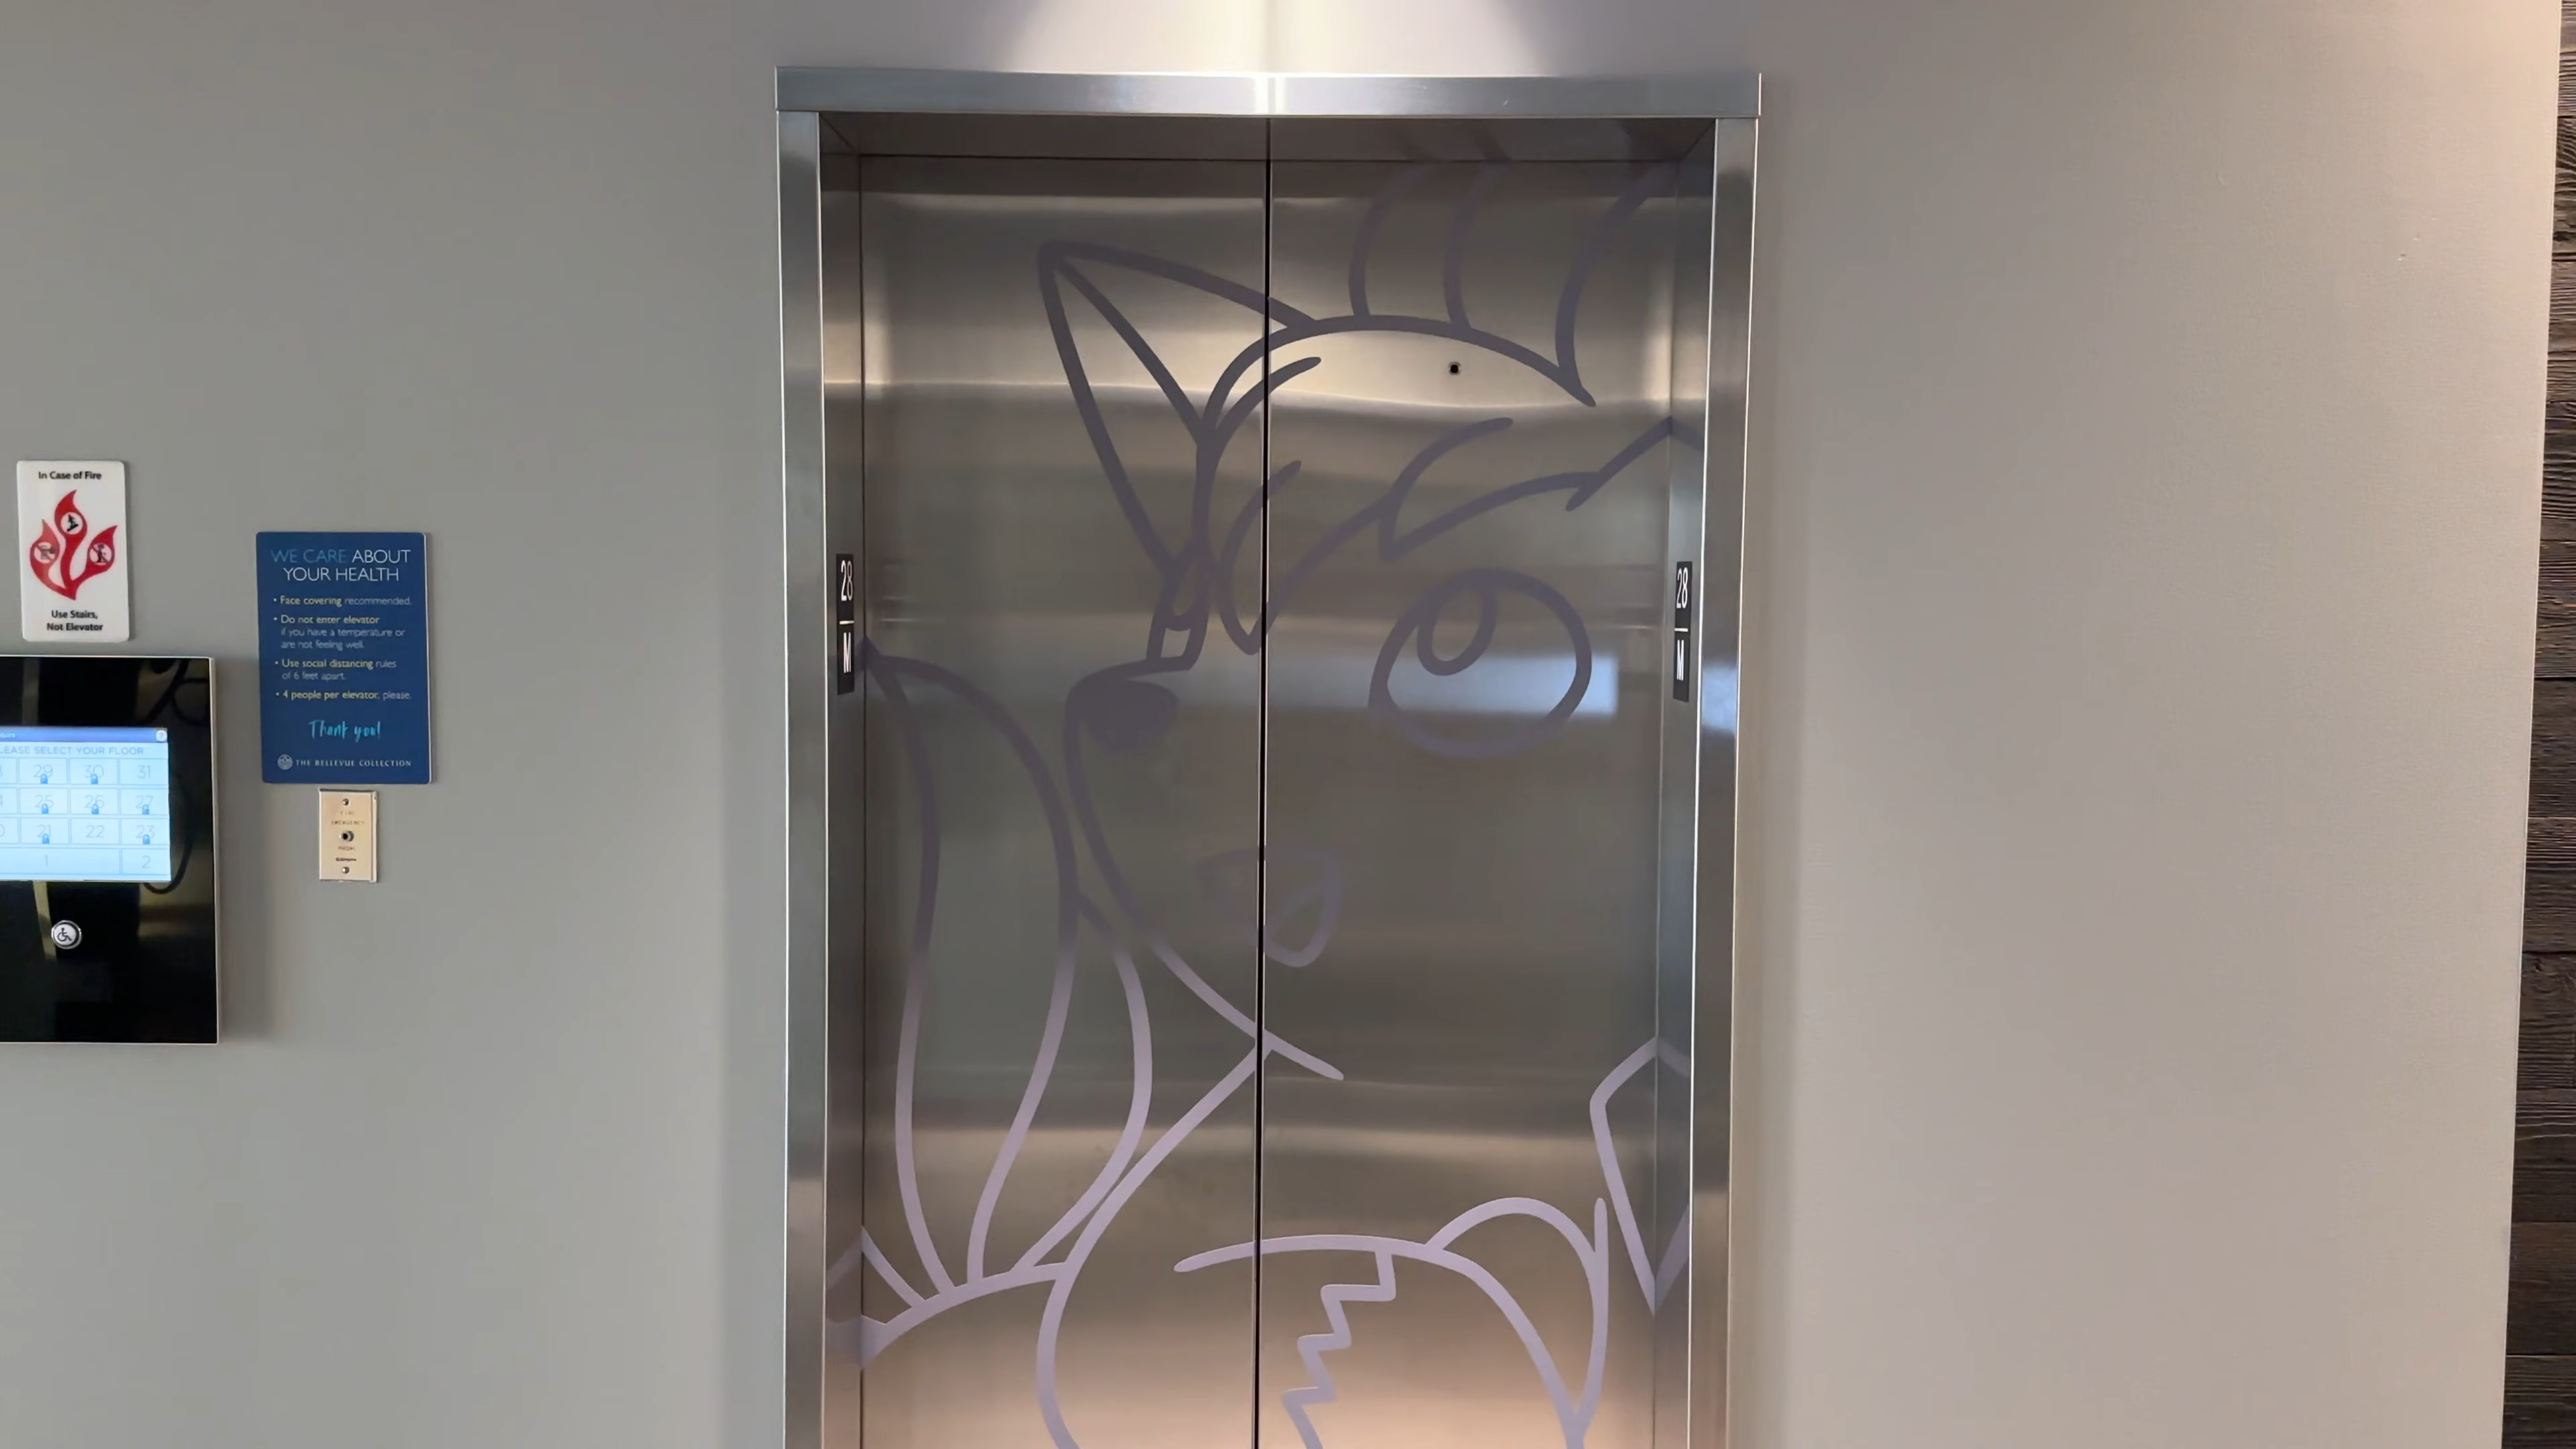 In Case of Fire
Use Stairs,
Not Elevator
WE CARE ABOUT
YOUR HEALTH
• Face covering recommended.
• Do not enter elevator
if you have a temperature or
are not feeling well.
• Use social distancing rules
of 6 feet apart.
• 4 people per elevator, please.
Thank you!
THE BELLEVUE COLLECTION
LEASE SELECT YOUR FLOOR
29 30 31
25 26 27
21 22 23
1 2
EMERGENCY
28
M
28
M